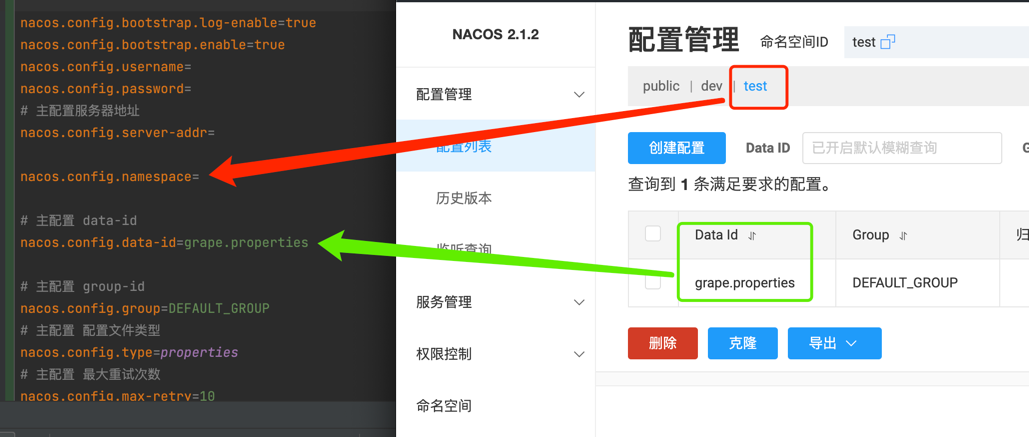 nacos.config.bootstrap.log-enable=true
nacos.config.bootstrap.enable=true
nacos.config.username=
nacos.config.password=
# 主配置服务器地址
nacos.config.server-addr=
nacos.config.namespace=
# 主配置 data-id
nacos.config.data-id=grape.properties
# 主配置 group-id
nacos.config.group=DEFAULT_GROUP
# 主配置 配置文件类型
nacos.config.type=properties
# 主配置 最大重试次数
nacos.config.max-retry=10
NACOS 2.1.2
配置管理
配置列表
历史版本
监听查询
服务管理
权限控制
命名空间
配置管理 命名空间ID test
public | dev | test
创建配置 Data ID 已开启默认模糊查询 G
查询到 1 条满足要求的配置。
Data Id Group 归
grape.properties DEFAULT_GROUP
删除 克隆 导出